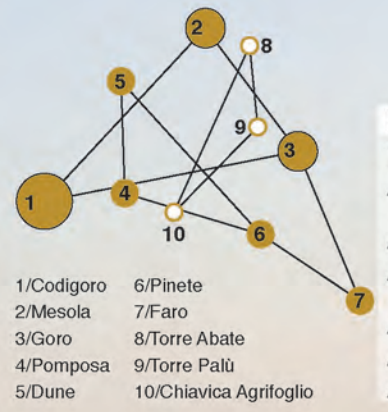 2
8
5
9
3
1
4
10
6
7
1/Codigoro 6/Pinete
2/Mesola 7/Faro
3/Goro 8/Torre Abate
4/Pomposa 9/Torre Palù
5/Dune 10/Chiavica Agrifoglio